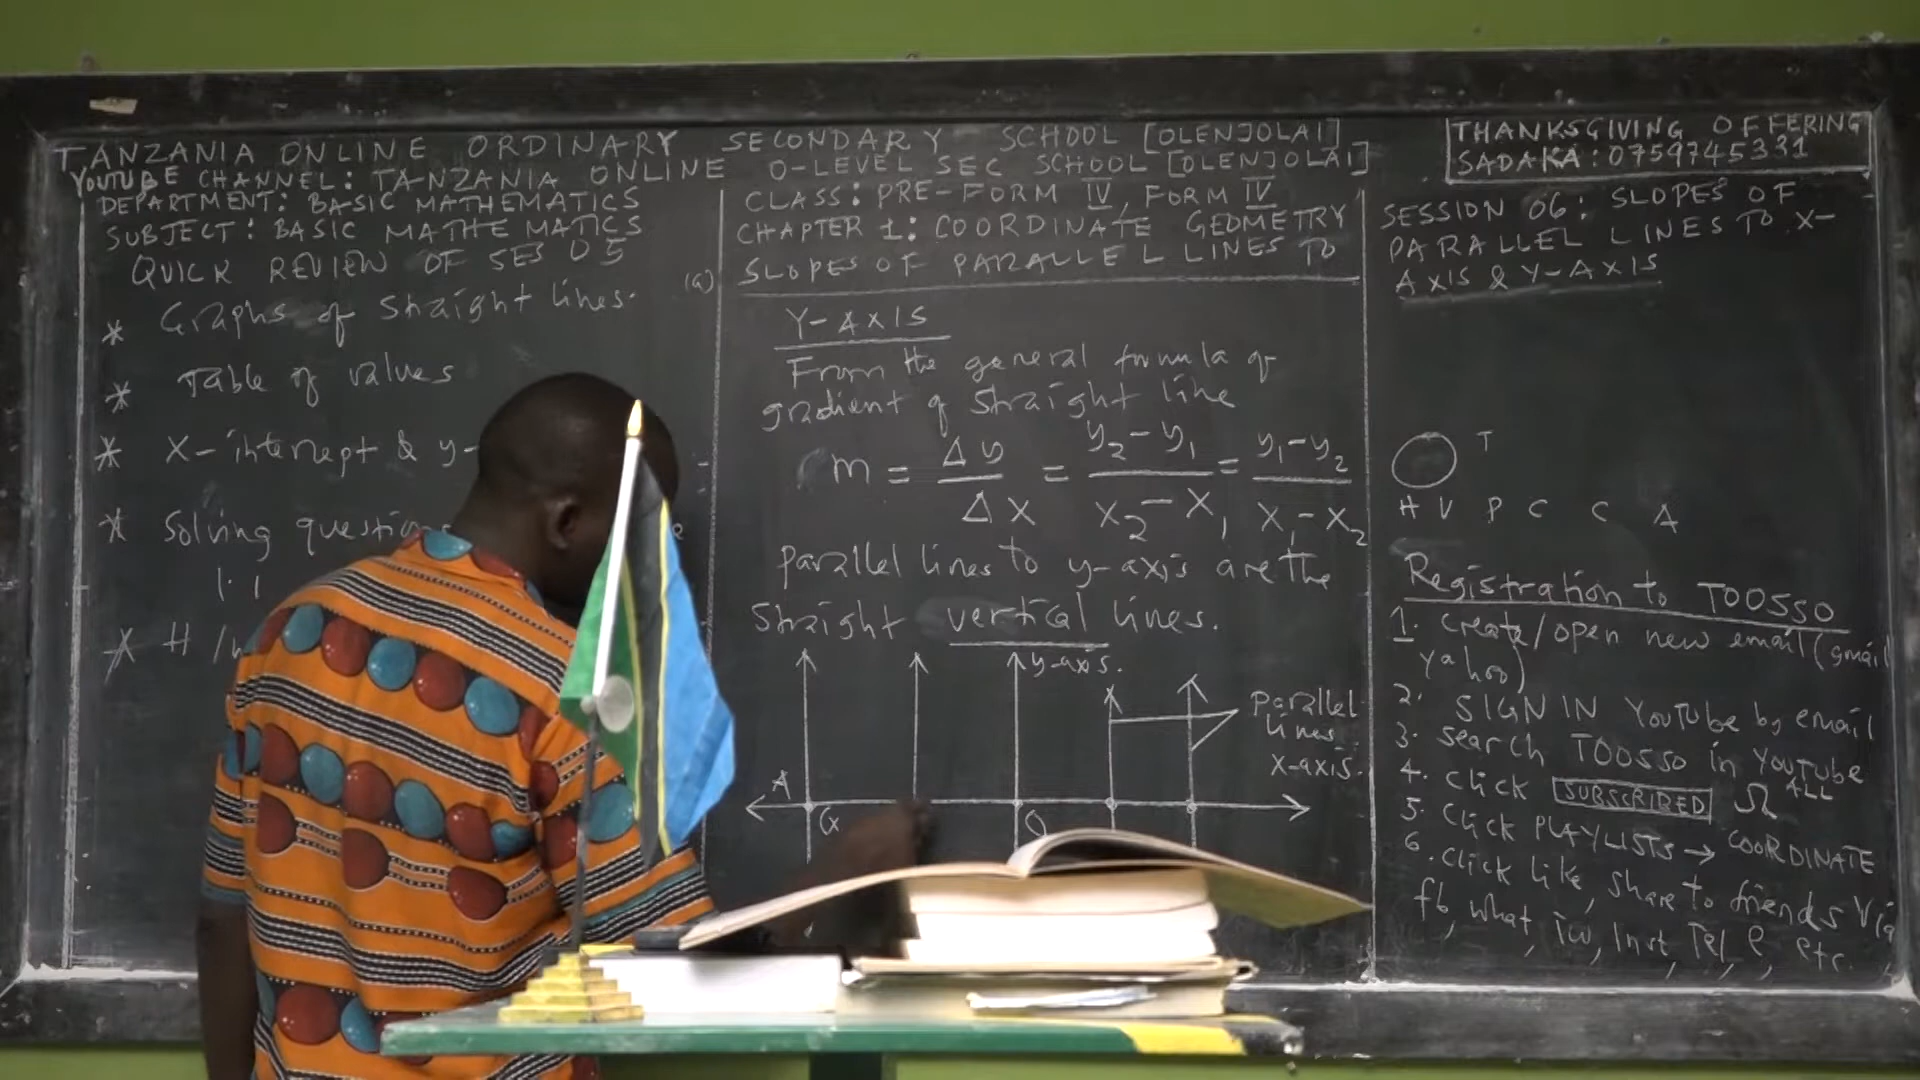 TANZANIA ONLINE ORDINARY SECONDARY SCHOOL [OLENJOLAI]
YOUTUBE CHANNEL: TANZANIA ONLINE O-LEVEL SEC SCHOOL [OLENJOLAI]
THANKSGIVING OFFERING
SADAKA: 0759745331
DEPARTMENT: BASIC MATHEMATICS
SUBJECT: BASIC MATHEMATICS
QUICK REVIEW OF SES 05
* Graphs of straight lines.
* Table of values
* X-intercept & y-
* Solving question
* H/w
CLASS: PRE-FORM IV, FORM IV
CHAPTER 1: COORDINATE GEOMETRY
(a) SLOPES OF PARALLEL LINES TO
Y-AXIS
From the general formula of
gradient of straight line
m = Δy/Δx = y₂-y₁/x₂-x₁ = y₁-y₂/x₁-x₂
parallel lines to y-axis are the
straight vertical lines.
y-axis.
parallel
lines
x-axis.
A
O
SESSION 06: SLOPES OF
PARALLEL LINES TO X-
AXIS & Y-AXIS
T
H V P C C A
Registration to TOOSSO
1. Create/open new email (gmail
yahoo)
2. SIGN IN YouTube by email
3. Search TOOSSO in YOUTUBE
4. Click SUBSCRIBED ALL
5. Click PLAYLISTS → COORDINATE
6. Click like, share to friends via
fb, what, Tw, Inst, Tel, e, etc.